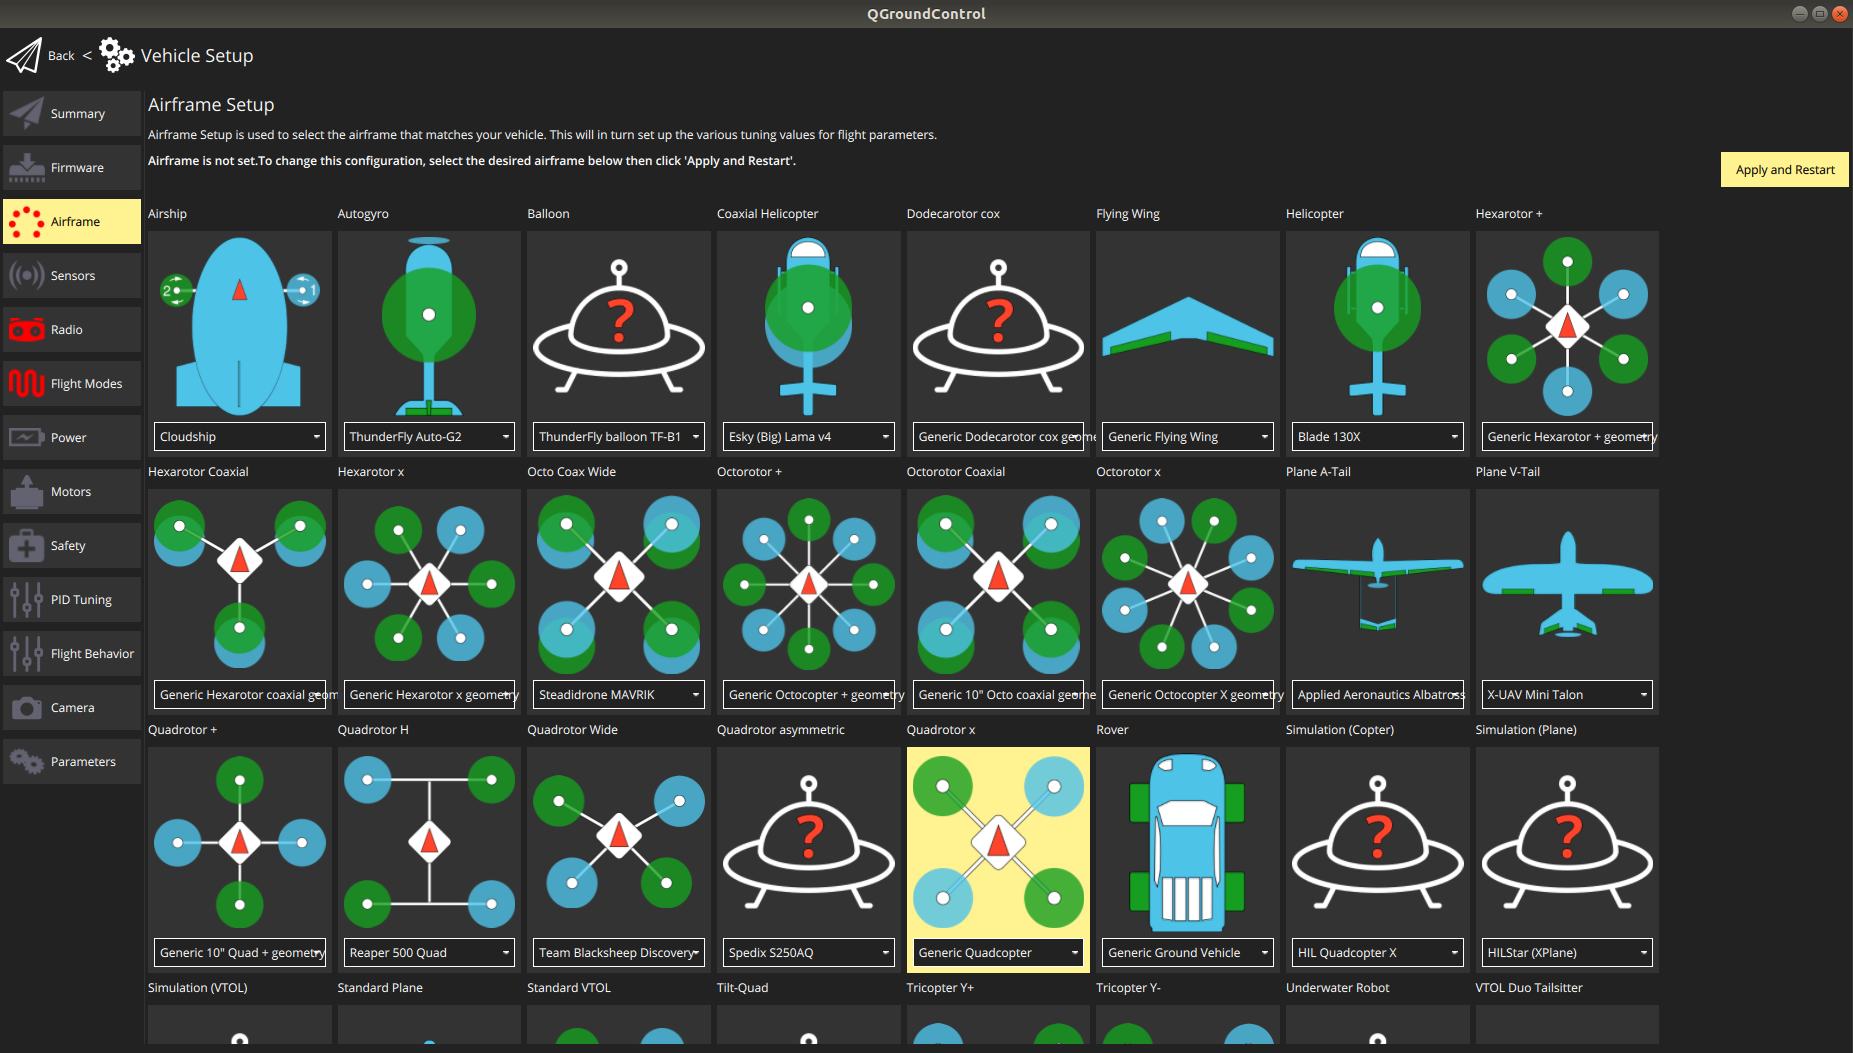 QGroundControl
Back < Vehicle Setup
Summary
Firmware
Airframe
Sensors
Radio
Flight Modes
Power
Motors
Safety
PID Tuning
Flight Behavior
Camera
Parameters
Airframe Setup
Airframe Setup is used to select the airframe that matches your vehicle. This will in turn set up the various tuning values for flight parameters.
Airframe is not set.To change this configuration, select the desired airframe below then click 'Apply and Restart'.
Apply and Restart
Airship
Autogyro
Balloon
Coaxial Helicopter
Dodecarotor cox
Flying Wing
Helicopter
Hexarotor +
2
1
?
?
Cloudship
ThunderFly Auto-G2
ThunderFly balloon TF-B1
Esky (Big) Lama v4
Generic Dodecarotor cox geome
Generic Flying Wing
Blade 130X
Generic Hexarotor + geometry
Hexarotor Coaxial
Hexarotor x
Octo Coax Wide
Octorotor +
Octorotor Coaxial
Octorotor x
Plane A-Tail
Plane V-Tail
Generic Hexarotor coaxial geom
Generic Hexarotor x geometry
Steadidrone MAVRIK
Generic Octocopter + geometry
Generic 10" Octo coaxial geome
Generic Octocopter X geometry
Applied Aeronautics Albatross
X-UAV Mini Talon
Quadrotor +
Quadrotor H
Quadrotor Wide
Quadrotor asymmetric
Quadrotor x
Rover
Simulation (Copter)
Simulation (Plane)
?
?
?
Generic 10" Quad + geometry
Reaper 500 Quad
Team Blacksheep Discovery
Spedix S250AQ
Generic Quadcopter
Generic Ground Vehicle
HIL Quadcopter X
HILStar (XPlane)
Simulation (VTOL)
Standard Plane
Standard VTOL
Tilt-Quad
Tricopter Y+
Tricopter Y-
Underwater Robot
VTOL Duo Tailsitter